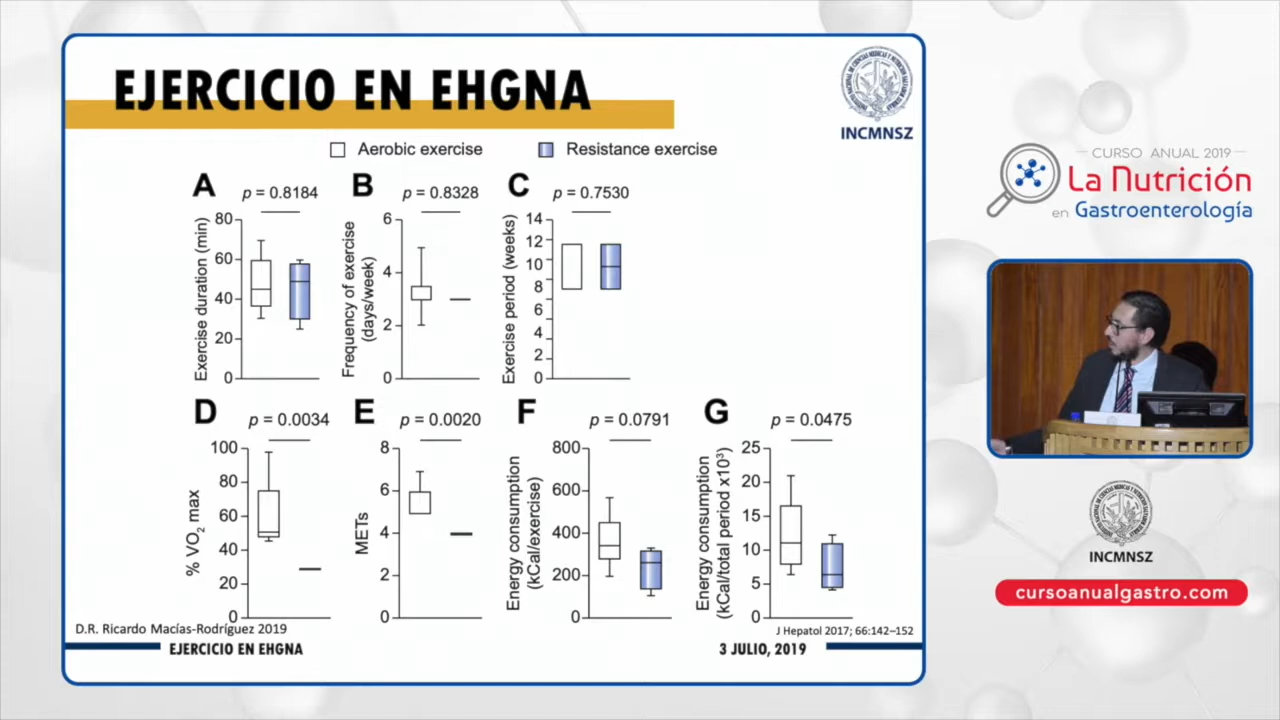 EJERCICIO EN EHGNA
INCMNSZ
Aerobic exercise
Resistance exercise
A
p = 0.8184
Exercise duration (min)
80
60
40
20
0
B
p = 0.8328
Frequency of exercise
(days/week)
6
4
2
0
C
p = 0.7530
Exercise period (weeks)
14
12
10
8
6
4
2
0
D
p = 0.0034
% VO2 max
100
80
60
40
20
0
E
p = 0.0020
METs
8
6
4
2
0
F
p = 0.0791
Energy consumption
(kCal/exercise)
800
600
400
200
0
G
p = 0.0475
Energy consumption
(kCal/total period x10³)
25
20
15
10
5
0
D.R. Ricardo Macías-Rodríguez 2019
J Hepatol 2017; 66:142–152
EJERCICIO EN EHGNA
3 JULIO, 2019
CURSO ANUAL 2019
La Nutrición
en Gastroenterología
INCMNSZ
cursoanualgastro.com